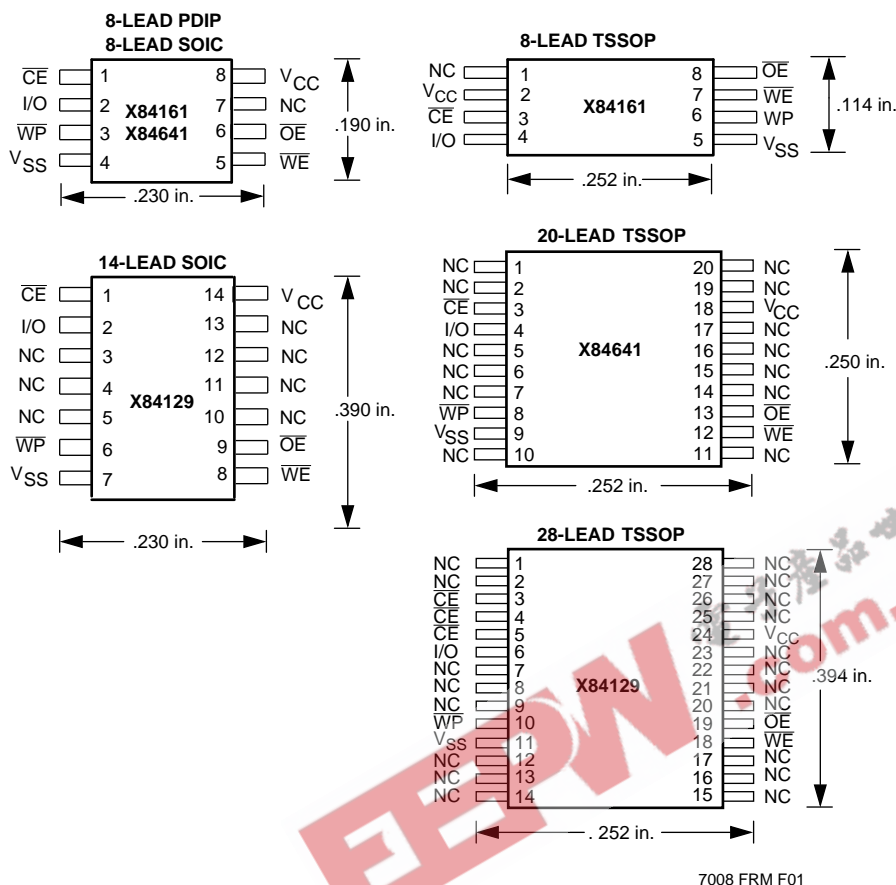 8-LEAD PDIP
8-LEAD SOIC
CE 1 8 VCC
I/O 2 X84161 7 NC
WP 3 X84641 6 OE
VSS 4 5 WE
.190 in.
.230 in.
8-LEAD TSSOP
NC 1 8 OE
VCC 2 X84161 7 WE
CE 3 6 WP
I/O 4 5 VSS
.114 in.
.252 in.
14-LEAD SOIC
CE 1 14 VCC
I/O 2 13 NC
NC 3 12 NC
NC 4 11 NC
NC 5 X84129 10 NC
WP 6 9 OE
VSS 7 8 WE
.390 in.
.230 in.
20-LEAD TSSOP
NC 1 20 NC
NC 2 19 NC
CE 3 18 VCC
I/O 4 17 NC
NC 5 X84641 16 NC
NC 6 15 NC
NC 7 14 NC
WP 8 13 OE
VSS 9 12 WE
NC 10 11 NC
.250 in.
.252 in.
28-LEAD TSSOP
NC 1 28 NC
NC 2 27 NC
CE 3 26 NC
CE 4 25 NC
CE 5 24 VCC
I/O 6 23 NC
NC 7 22 NC
NC 8 X84129 21 NC
NC 9 20 NC
WP 10 19 OE
VSS 11 18 WE
NC 12 17 NC
NC 13 16 NC
NC 14 15 NC
.394 in.
. 252 in.
EEPW .com.
電子產品
7008 FRM F01